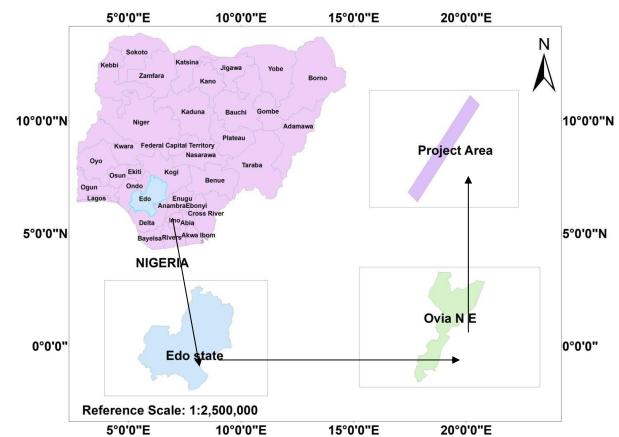 5°0'0"E 10°0'0"E 15°0'0"E 20°0'0"E
N
Sokoto
Kebbi
Katsina
Zamfara
Jigawa
Kano
Yobe
Borno
10°0'0"N
Kaduna
Bauchi
Gombe
Niger
Adamawa
Plateau
10°0'0"N
Project Area
Kwara
Federal Capital Territory
Nasarawa
Oyo
Ekiti
Kogi
Taraba
Osun
Benue
Ogun
Ondo
Edo
Enugu
Lagos
Anambra
Ebonyi
Cross River
Delta
Imo
Abia
Bayelsa
Rivers
Akwa Ibom
5°0'0"N
5°0'0"N
NIGERIA
Ovia N E
0°0'0"
Edo state
0°0'0"
Reference Scale: 1:2,500,000
5°0'0"E 10°0'0"E 15°0'0"E 20°0'0"E